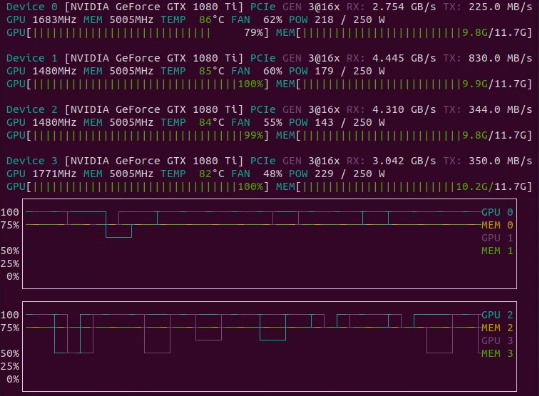 Device 0 [NVIDIA GeForce GTX 1080 Ti] PCIe GEN 3@16x RX: 2.754 GB/s TX: 225.0 MB/s
GPU 1683MHz MEM 5005MHz TEMP 86°C FAN 62% POW 218 / 250 W
GPU[|||||||||||||||||||||||||||| 79%] MEM[|||||||||||||||||||||||||9.8G/11.7G]
Device 1 [NVIDIA GeForce GTX 1080 Ti] PCIe GEN 3@16x RX: 4.445 GB/s TX: 830.0 MB/s
GPU 1480MHz MEM 5005MHz TEMP 85°C FAN 60% POW 179 / 250 W
GPU[||||||||||||||||||||||||||||||||100%] MEM[|||||||||||||||||||||||||9.9G/11.7G]
Device 2 [NVIDIA GeForce GTX 1080 Ti] PCIe GEN 3@16x RX: 4.310 GB/s TX: 344.0 MB/s
GPU 1480MHz MEM 5005MHz TEMP 84°C FAN 55% POW 143 / 250 W
GPU[|||||||||||||||||||||||||||||||||99%] MEM[|||||||||||||||||||||||||9.8G/11.7G]
Device 3 [NVIDIA GeForce GTX 1080 Ti] PCIe GEN 3@16x RX: 3.042 GB/s TX: 350.0 MB/s
GPU 1771MHz MEM 5005MHz TEMP 82°C FAN 48% POW 229 / 250 W
GPU[||||||||||||||||||||||||||||||||100%] MEM[||||||||||||||||||||||||10.2G/11.7G]
100 GPU 0
75% MEM 0
GPU 1
50% MEM 1
25%
0%
100 GPU 2
75% MEM 2
GPU 3
50% MEM 3
25%
0%